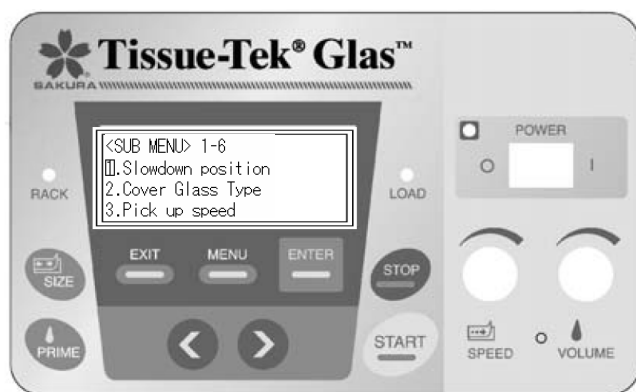 Tissue-Tek® Glas™
SAKURA
<SUB MENU> 1-6
1.Slowdown position
2.Cover Glass Type
3.Pick up speed
RACK
LOAD
POWER
O I
SIZE
EXIT MENU ENTER
STOP
PRIME
START
SPEED
VOLUME